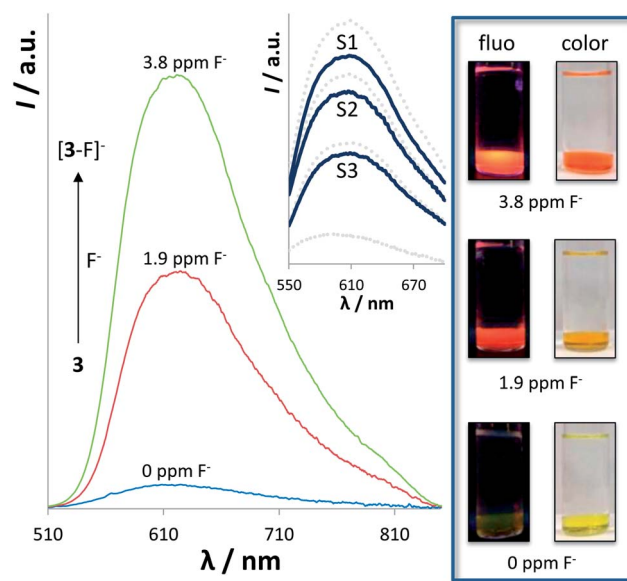 I / a.u.
3.8 ppm F⁻
[3-F]⁻
F⁻
3
1.9 ppm F⁻
0 ppm F⁻
510 610 710 810
λ / nm
I / a.u.
S1
S2
S3
550 610 670
λ / nm
fluo color
3.8 ppm F⁻
1.9 ppm F⁻
0 ppm F⁻